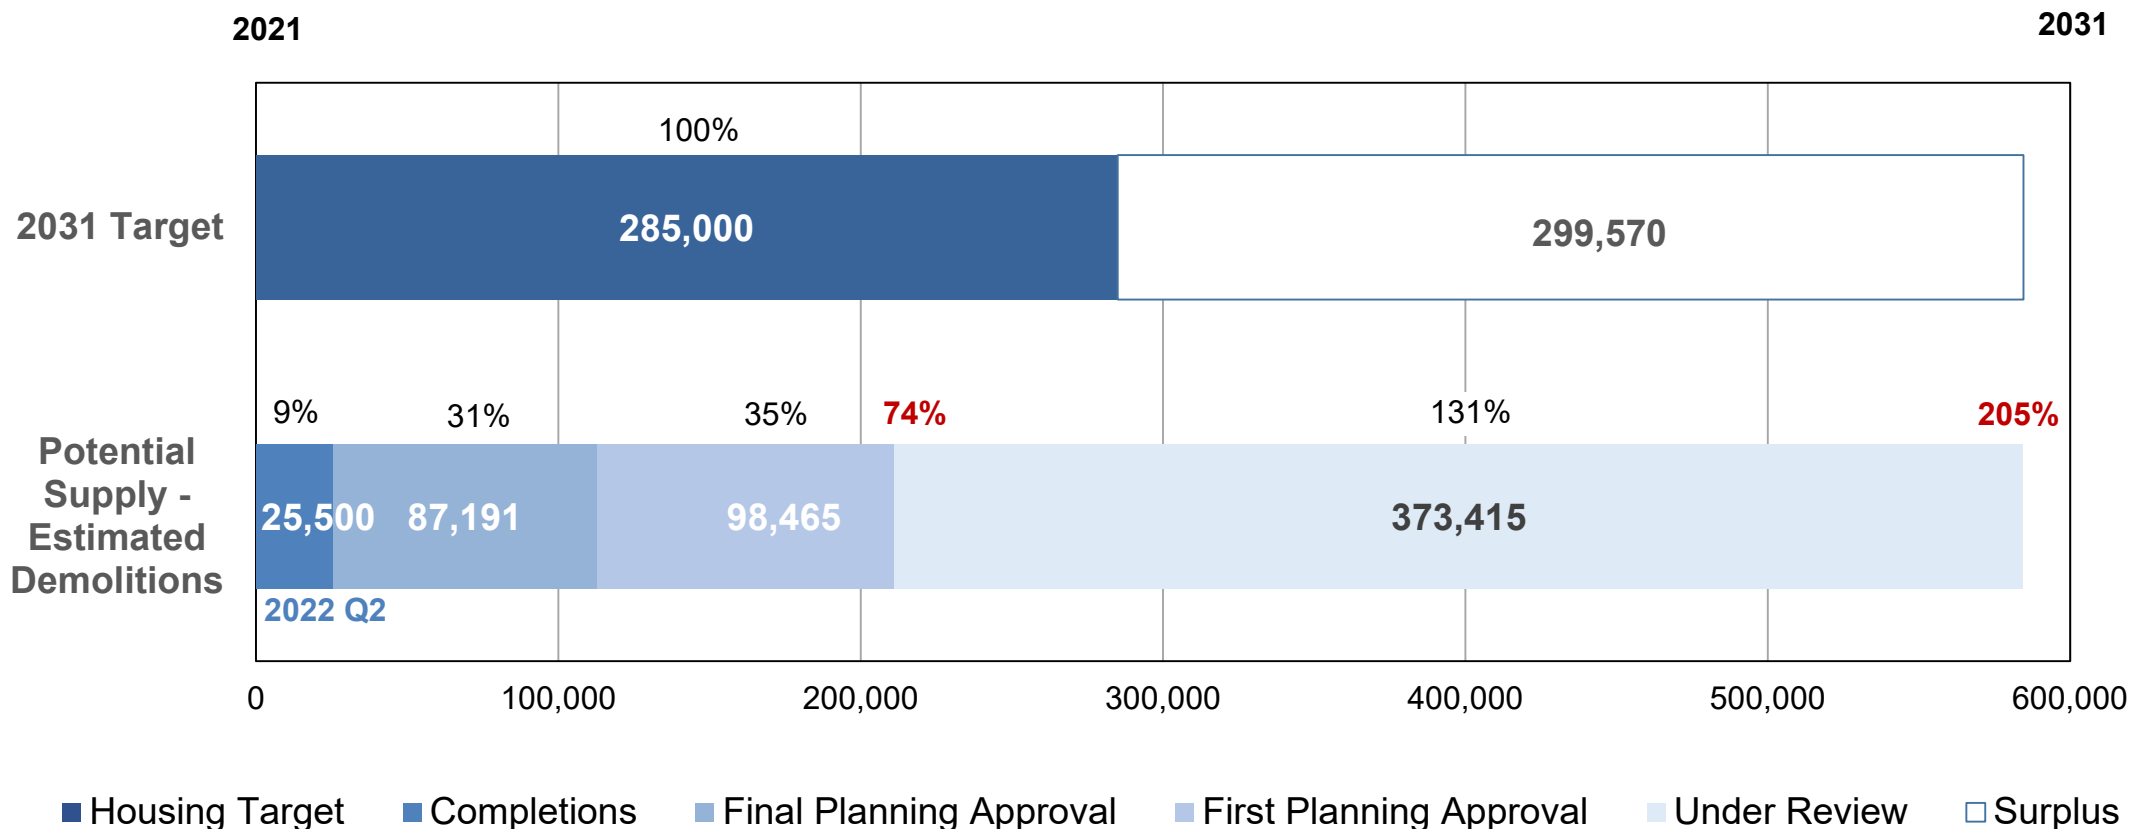 2021
2031
100%
2031 Target
285,000
299,570
9%
31%
35%
74%
131%
205%
Potential
Supply -
Estimated
Demolitions
25,500
87,191
98,465
373,415
2022 Q2
0
100,000
200,000
300,000
400,000
500,000
600,000
Housing Target
Completions
Final Planning Approval
First Planning Approval
Under Review
Surplus